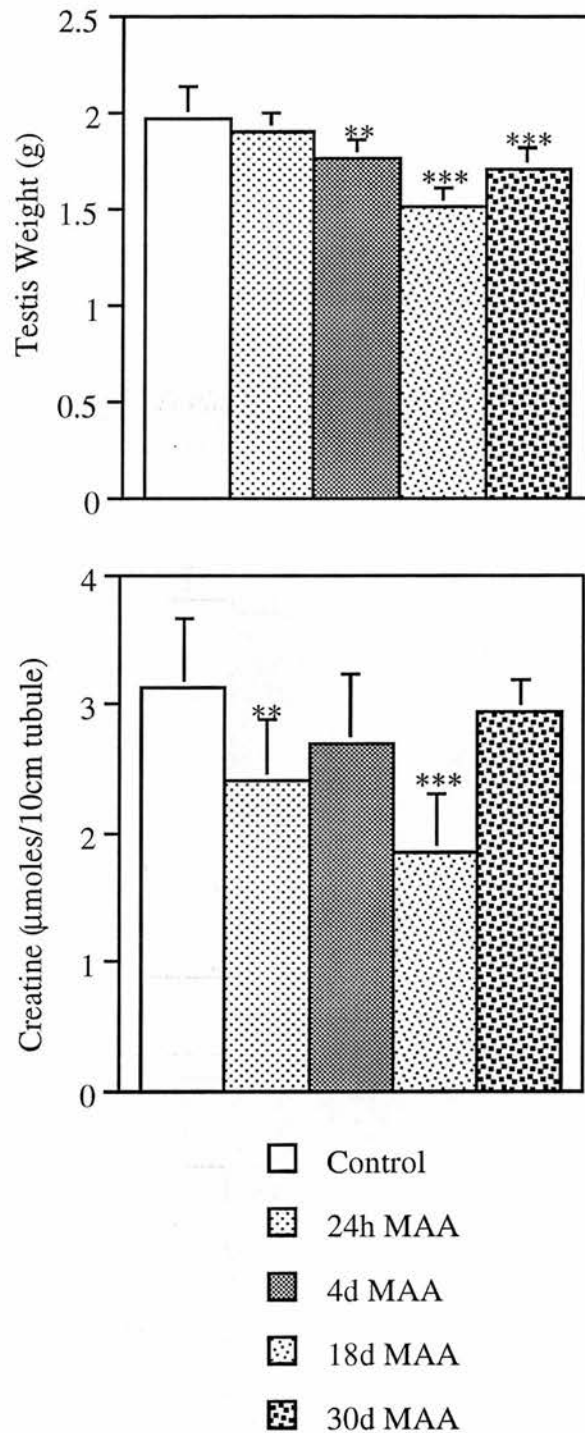 2.5
2
1.5
1
0.5
0
Testis Weight (g)
**
***
***
4
3
2
1
0
Creatine (μmoles/10cm tubule)
**
***
Control
24h MAA
4d MAA
18d MAA
30d MAA